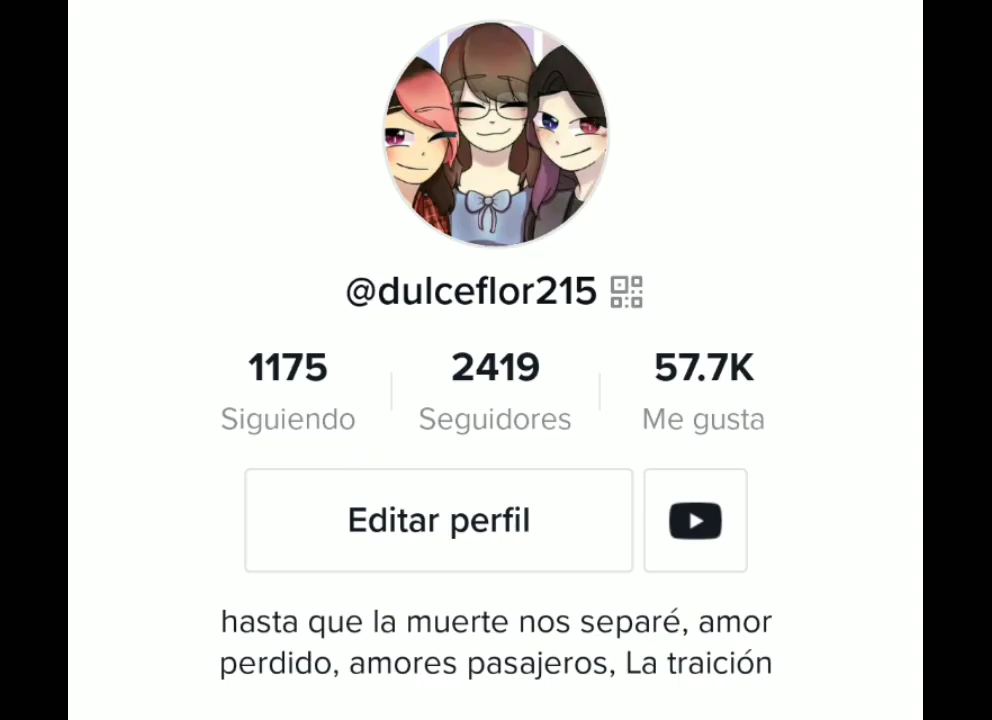 @dulceflor215
1175 2419 57.7K
Siguiendo Seguidores Me gusta
Editar perfil
hasta que la muerte nos separé, amor
perdido, amores pasajeros, La traición